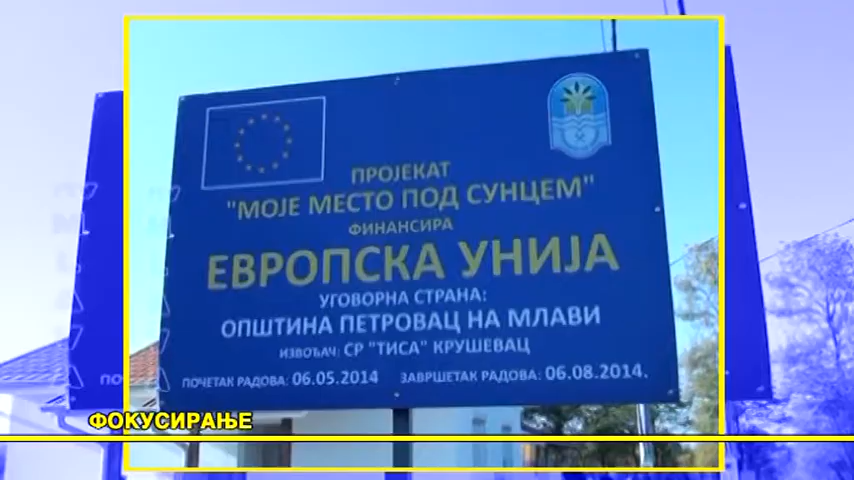 ПРОЈЕКАТ
"МОЈЕ МЕСТО ПОД СУНЦЕМ"
ФИНАНСИРА
ЕВРОПСКА УНИЈА
УГОВОРНА СТРАНА:
ОПШТИНА ПЕТРОВАЦ НА МЛАВИ
ИЗВОЂАЧ: СР "ТИСА" КРУШЕВАЦ
ПОЧЕТАК РАДОВА: 06.05.2014 ЗАВРШЕТАК РАДОВА: 06.08.2014.
ФОКУСИРАЊЕ